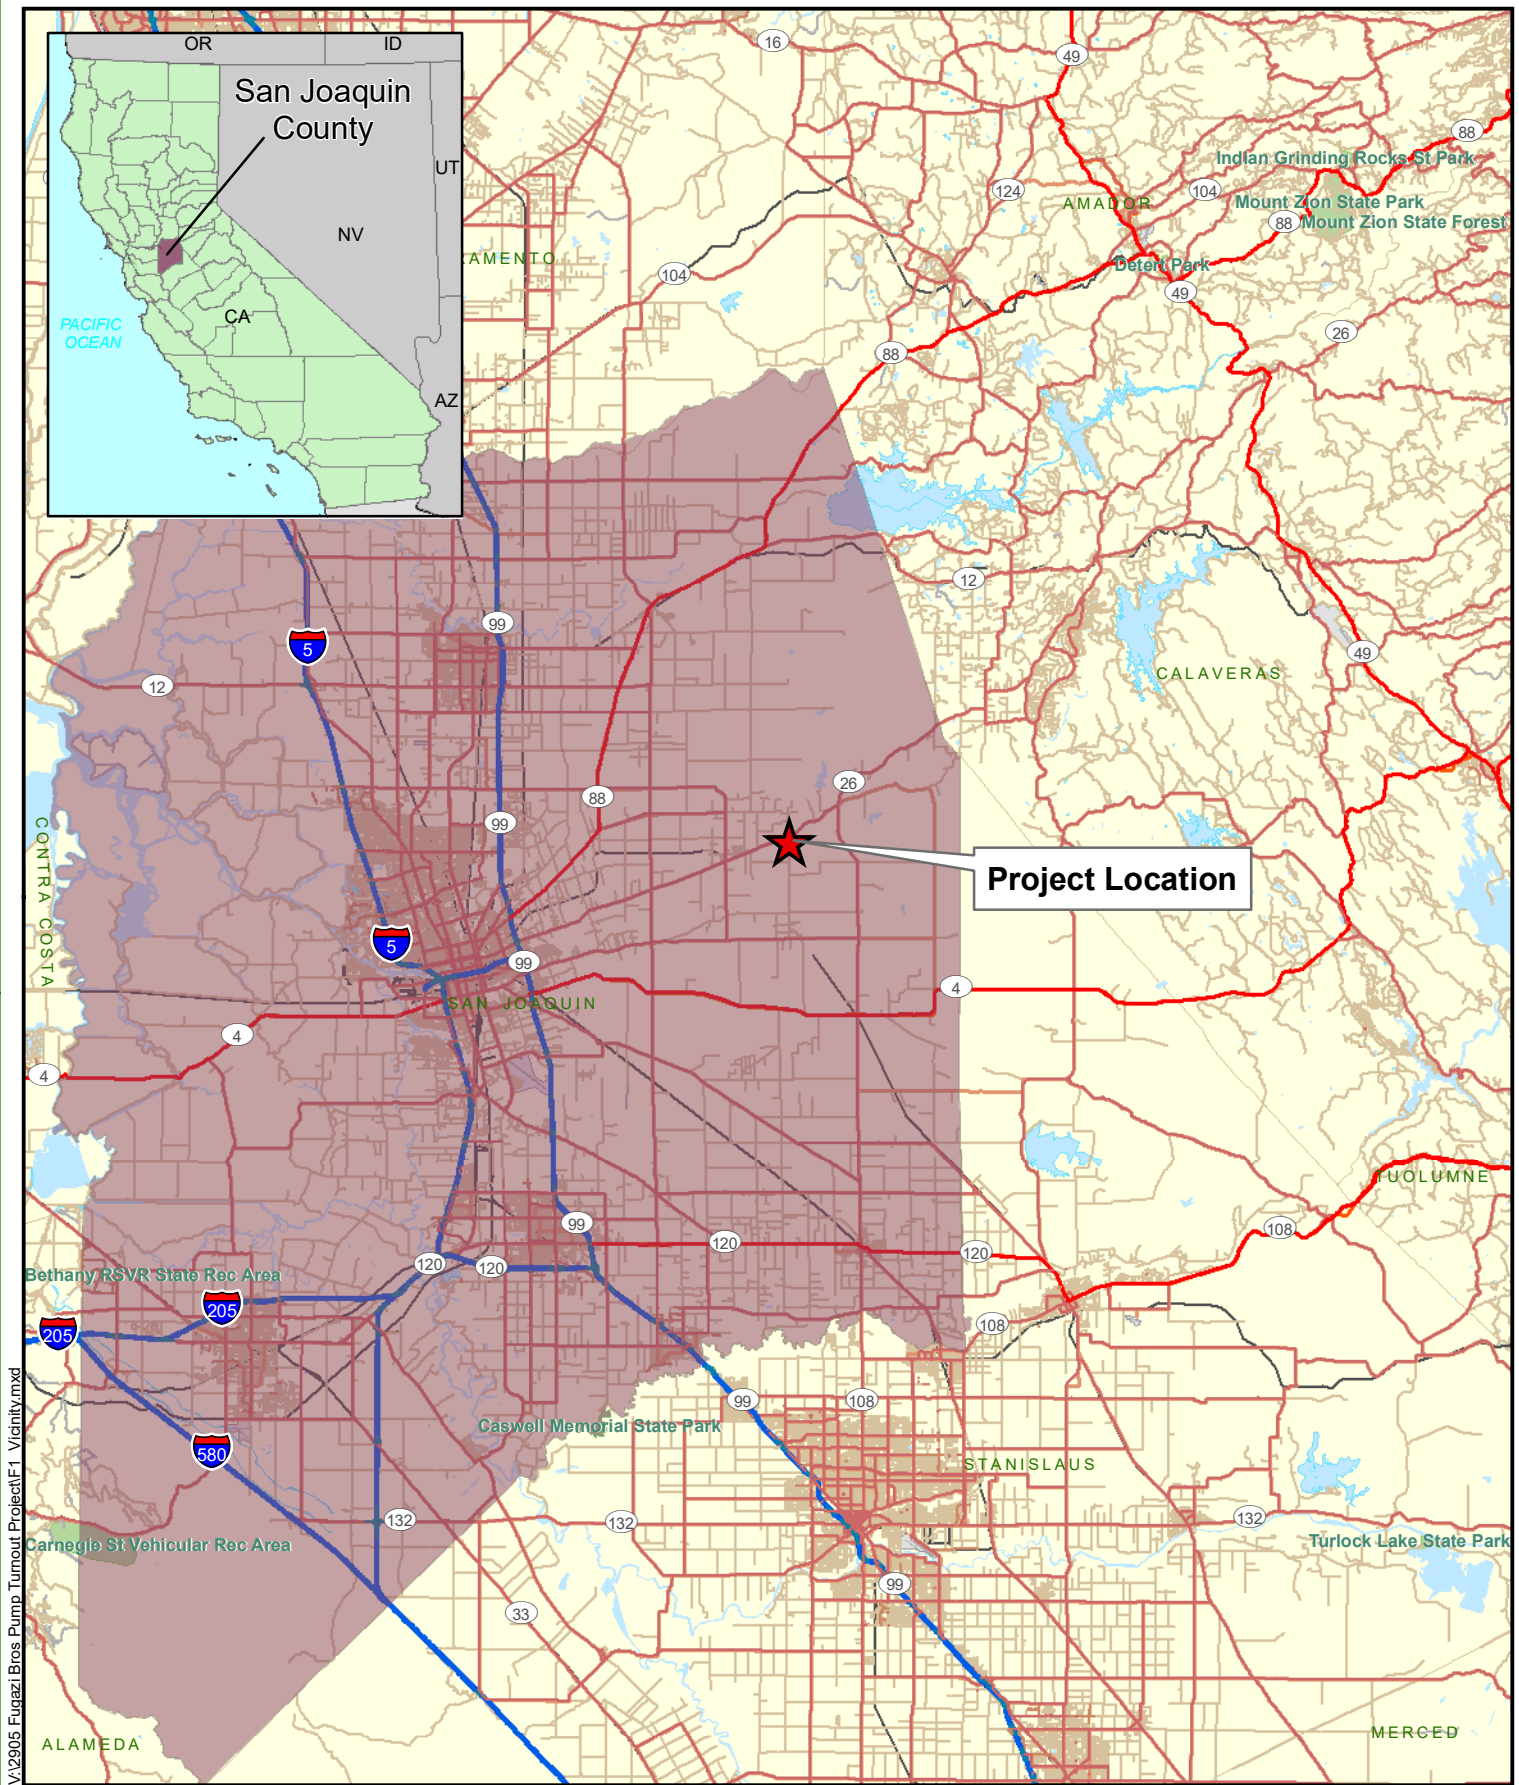 OR
ID
San Joaquin
County
UT
NV
CA
PACIFIC
OCEAN
AZ
16
49
88
Indian Grinding Rocks St Park
124
104
AMADOR
Mount Zion State Park
88
Mount Zion State Forest
AMENTO
104
Detert Park
49
26
88
12
99
5
49
12
CALAVERAS
26
88
99
CONTRA COSTA
Project Location
5
99
4
SAN JOAQUIN
4
4
TUOLUMNE
99
108
120
120
120
120
Bethany RSVR State Rec Area
205
205
108
99
108
Caswell Memorial State Park
580
STANISLAUS
132
132
132
Carnegie St Vehicular Rec Area
Turlock Lake State Park
99
33
ALAMEDA
MERCED
V:\2905 Fugazi Bros Pump Turnout Project\F1 Vicinity.mxd